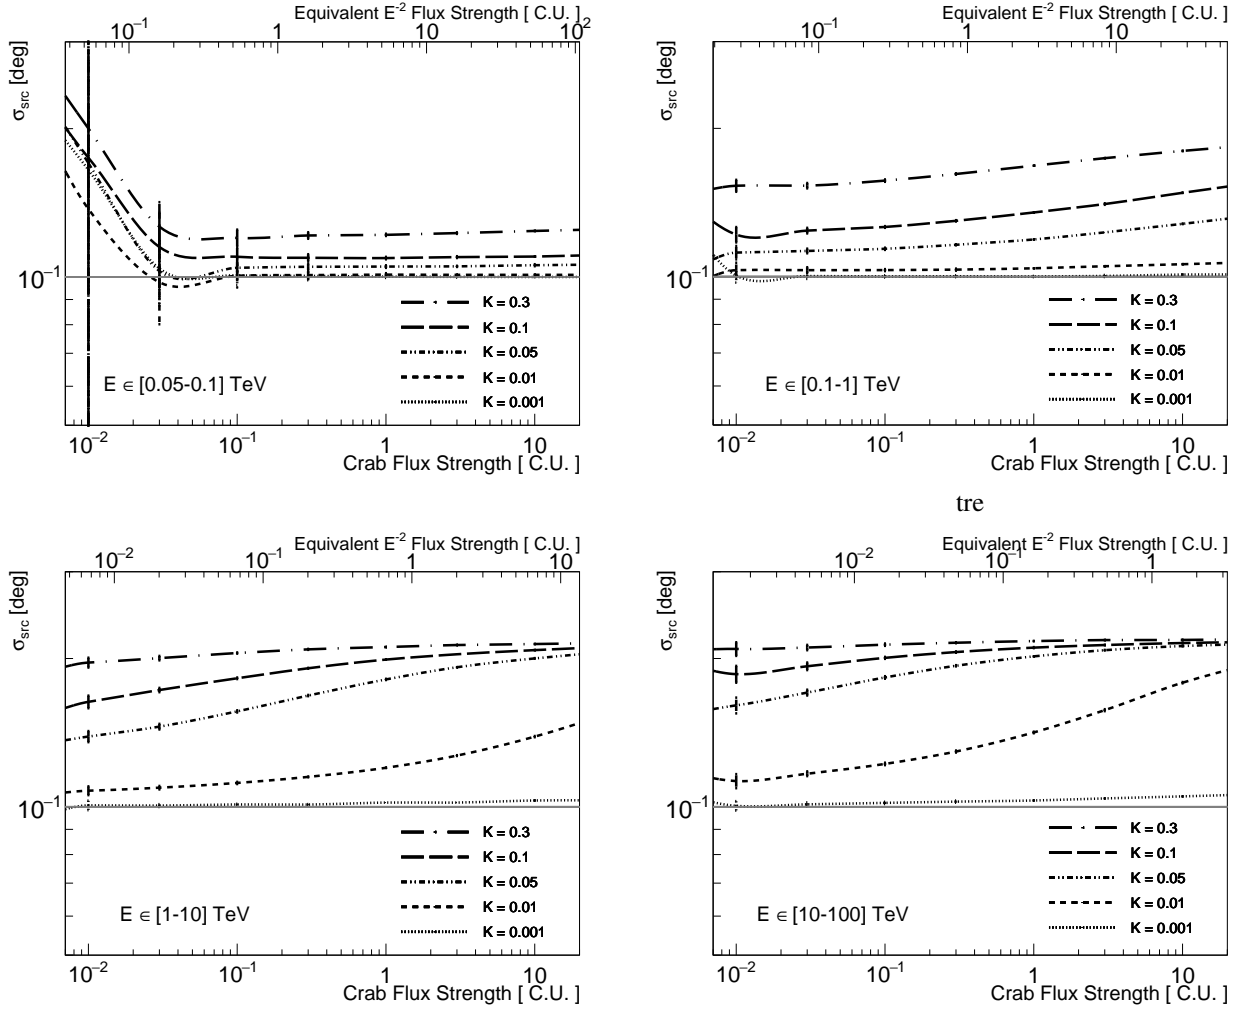 Equivalent E⁻² Flux Strength [ C.U. ]
10⁻¹ 1 10 10²
σsrc [deg]
10⁻¹
K = 0.3
K = 0.1
K = 0.05
K = 0.01
K = 0.001
E ∈ [0.05-0.1] TeV
10⁻² 10⁻¹ 1 10
Crab Flux Strength [ C.U. ]
Equivalent E⁻² Flux Strength [ C.U. ]
10⁻¹ 1 10
σsrc [deg]
10⁻¹
K = 0.3
K = 0.1
K = 0.05
K = 0.01
K = 0.001
E ∈ [0.1-1] TeV
10⁻² 10⁻¹ 1 10
Crab Flux Strength [ C.U. ]
tre
Equivalent E⁻² Flux Strength [ C.U. ]
10⁻² 10⁻¹ 1 10
σsrc [deg]
10⁻¹
K = 0.3
K = 0.1
K = 0.05
K = 0.01
K = 0.001
E ∈ [1-10] TeV
10⁻² 10⁻¹ 1 10
Crab Flux Strength [ C.U. ]
Equivalent E⁻² Flux Strength [ C.U. ]
10⁻² 10⁻¹ 1
σsrc [deg]
10⁻¹
K = 0.3
K = 0.1
K = 0.05
K = 0.01
K = 0.001
E ∈ [10-100] TeV
10⁻² 10⁻¹ 1 10
Crab Flux Strength [ C.U. ]